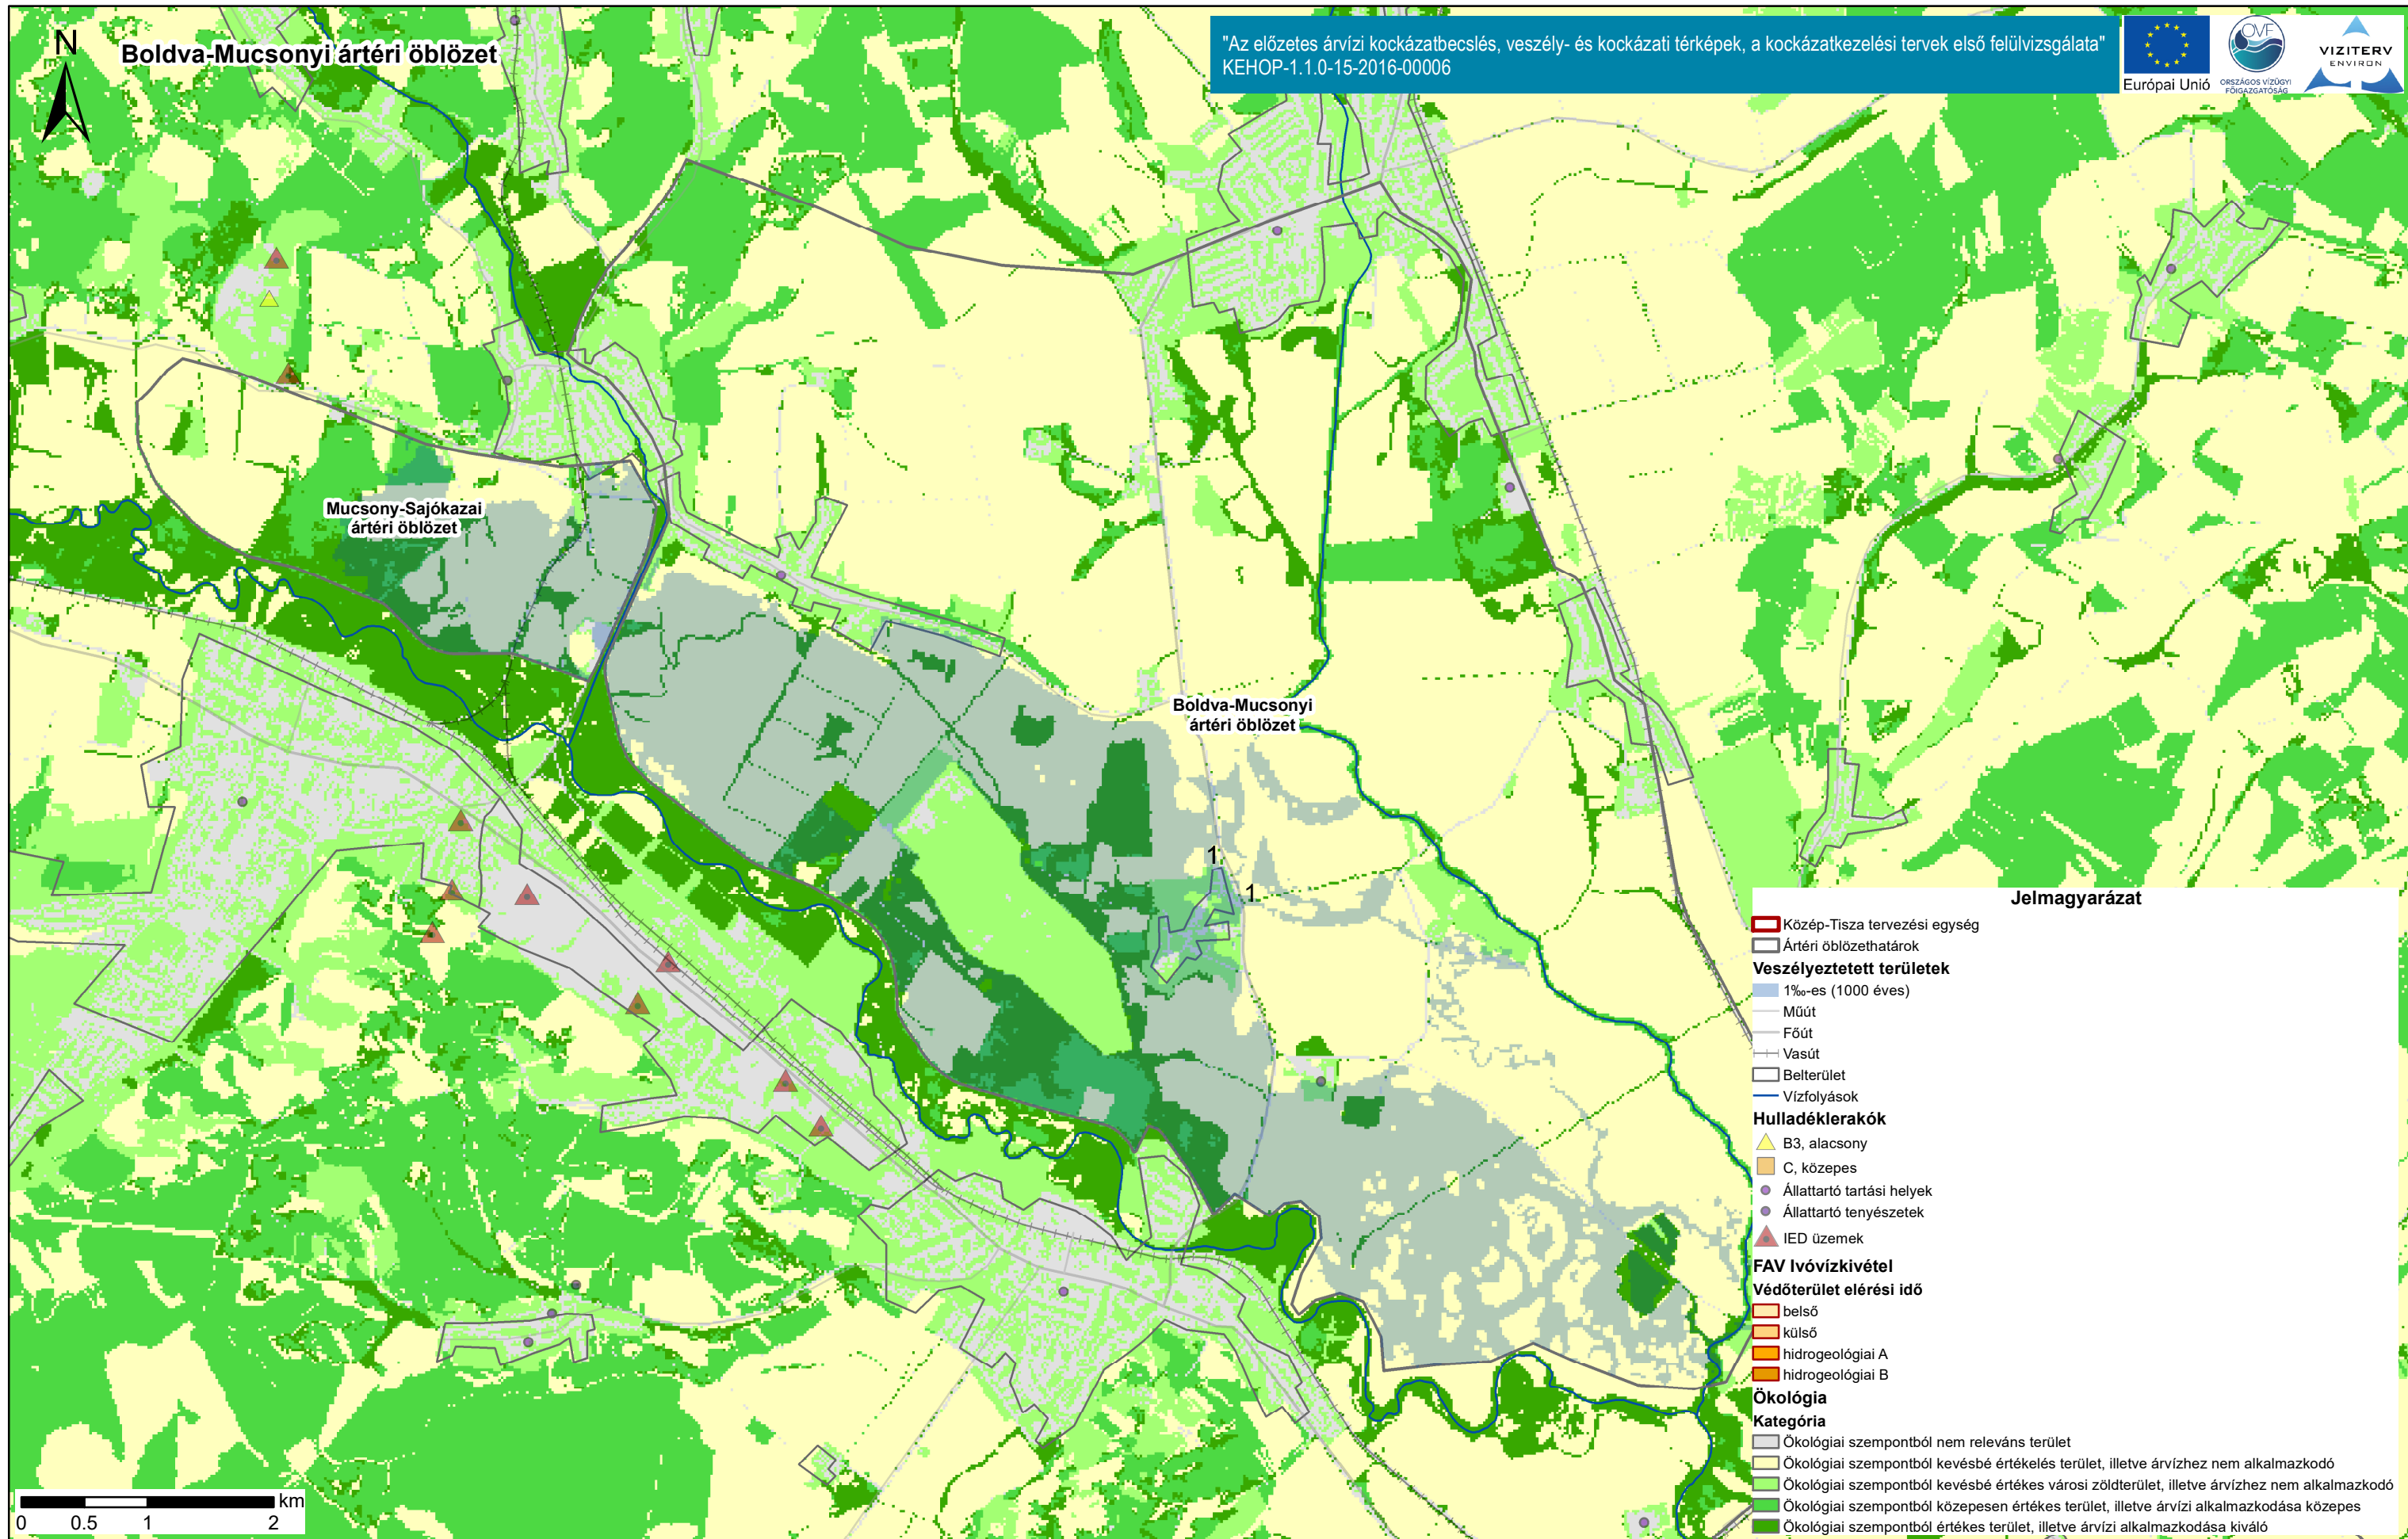 N
Boldva-Mucsonyi ártéri öblözet
"Az előzetes árvízi kockázatbecslés, veszély- és kockázati térképek, a kockázatkezelési tervek első felülvizsgálata"
KEHOP-1.1.0-15-2016-00006
Európai Unió
OVF
ORSZÁGOS VÍZÜGYI
FŐIGAZGATÓSÁG
VIZITERV
ENVIRON
Mucsony-Sajókazai
ártéri öblözet
Boldva-Mucsonyi
ártéri öblözet
1
1
Jelmagyarázat
Közép-Tisza tervezési egység
Ártéri öblözethatárok
Veszélyeztetett területek
1‰-es (1000 éves)
Műút
Főút
Vasút
Belterület
Vízfolyások
Hulladéklerakók
B3, alacsony
C, közepes
Állattartó tartási helyek
Állattartó tenyészetek
IED üzemek
FAV Ivóvízkivétel
Védőterület elérési idő
belső
külső
hidrogeológiai A
hidrogeológiai B
Ökológia
Kategória
Ökológiai szempontból nem releváns terület
Ökológiai szempontból kevésbé értékelés terület, illetve árvízhez nem alkalmazkodó
Ökológiai szempontból kevésbé értékes városi zöldterület, illetve árvízhez nem alkalmazkodó
Ökológiai szempontból közepesen értékes terület, illetve árvízi alkalmazkodása közepes
Ökológiai szempontból értékes terület, illetve árvízi alkalmazkodása kiváló
km
0 0.5 1 2